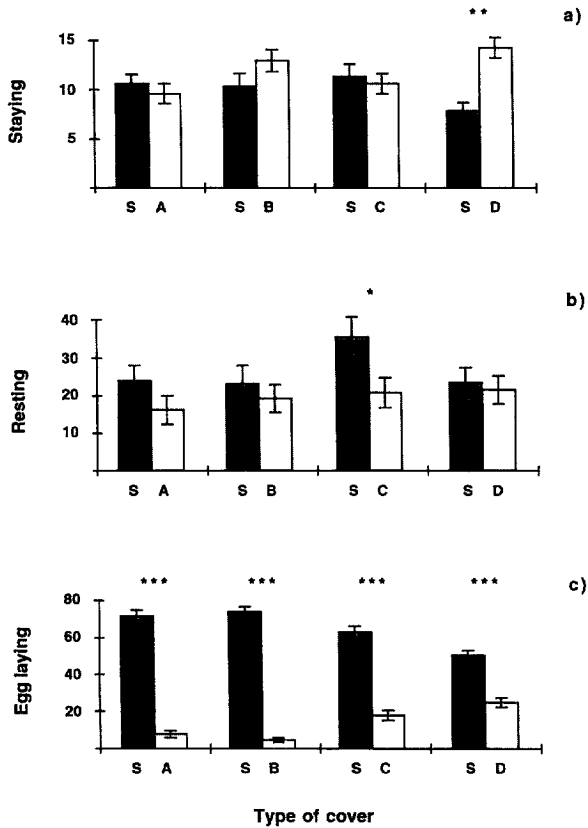 a)
**
Staying
15
10
5
S A S B S C S D
b)
*
Resting
40
30
20
10
S A S B S C S D
c)
*** *** *** ***
Egg laying
80
60
40
20
S A S B S C S D
Type of cover